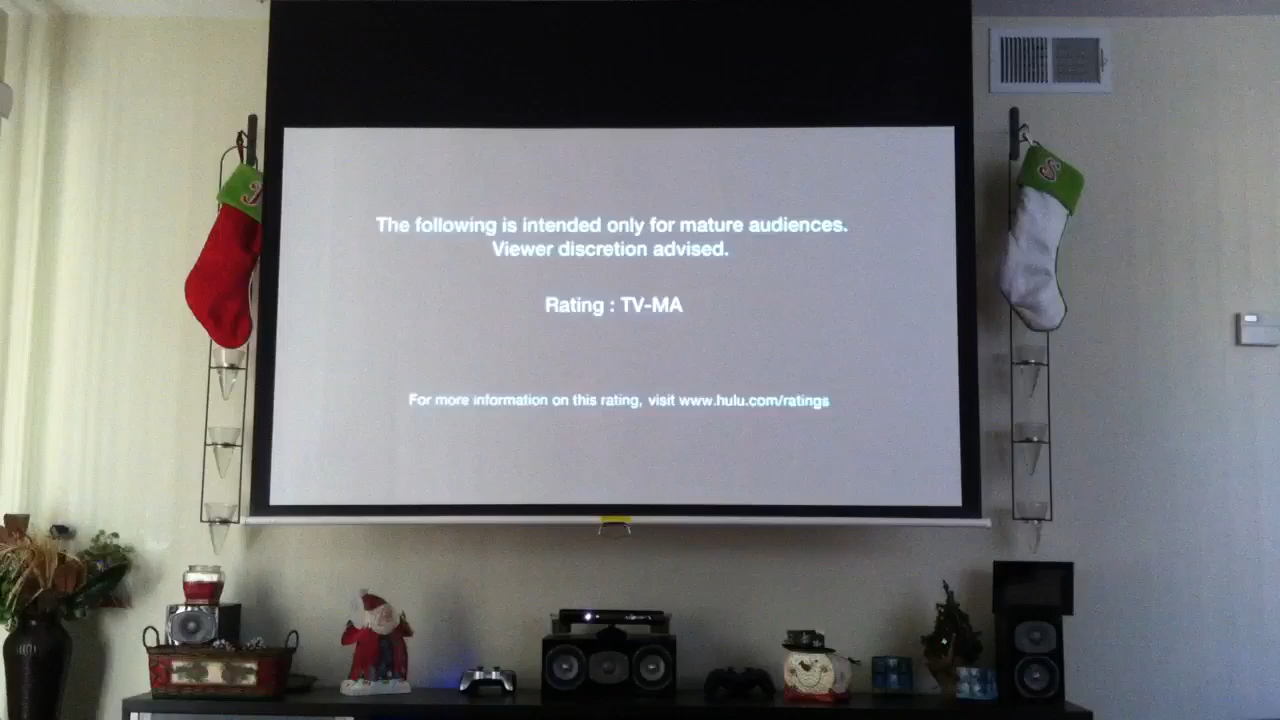 The following is intended only for mature audiences.
Viewer discretion advised.
Rating : TV-MA
For more information on this rating, visit www.hulu.com/ratings
J
S